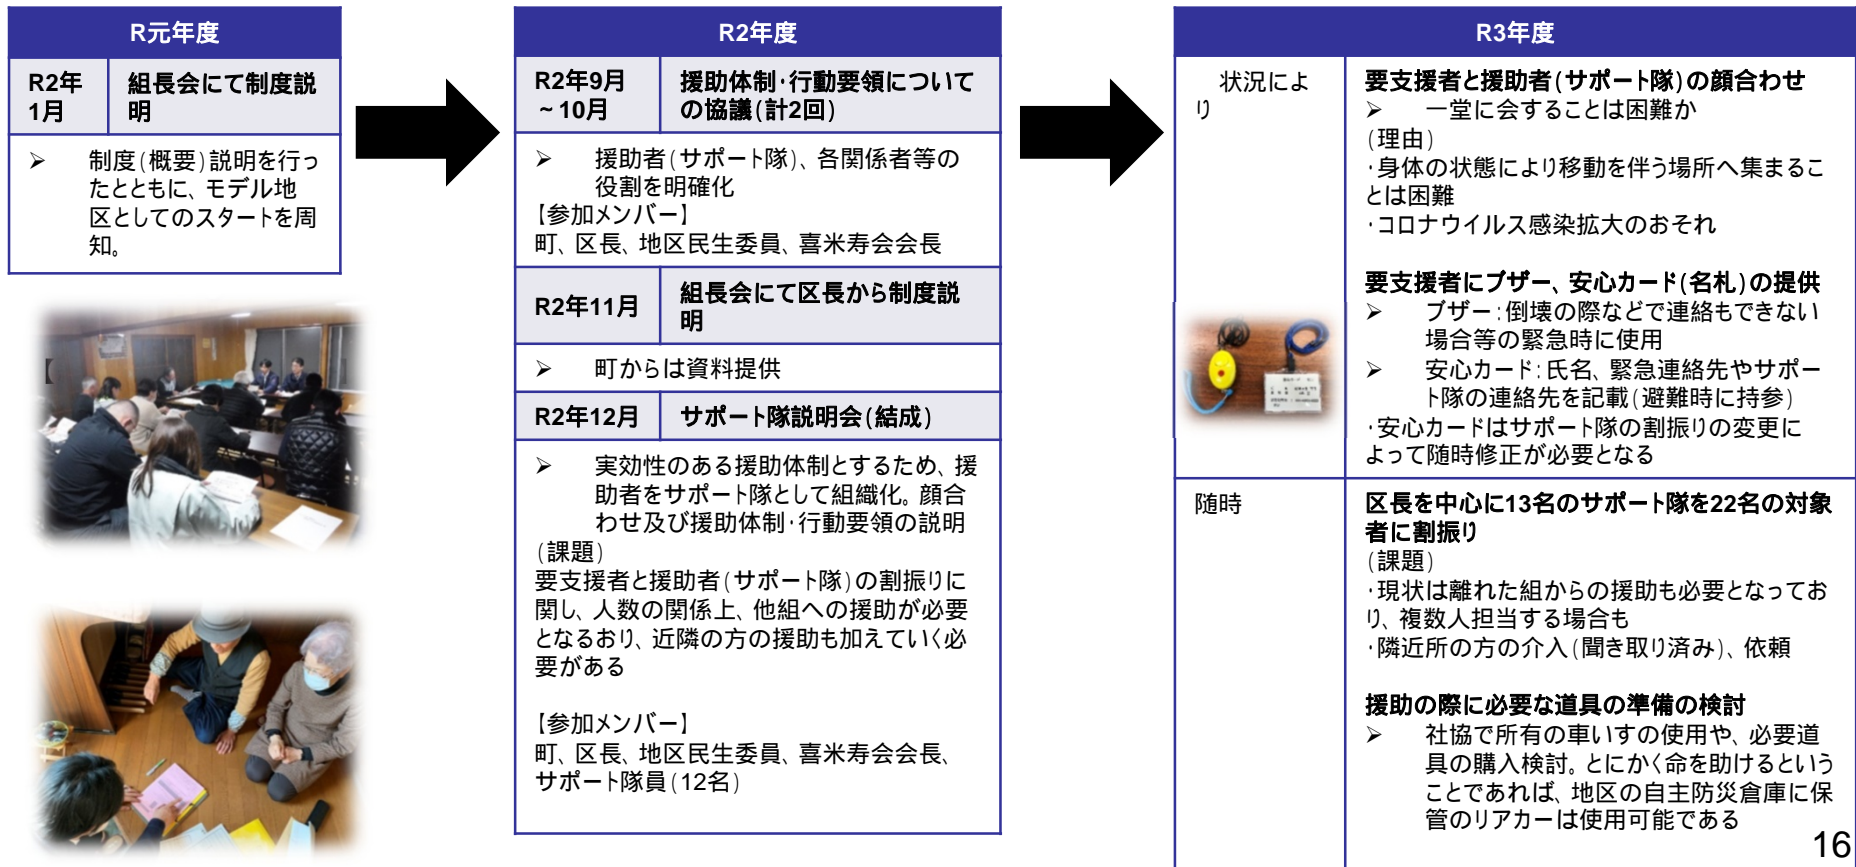 R元年度
R2年
1月
組長会にて制度説
明
➢ 制度(概要)説明を行っ
たとともに、モデル地
区としてのスタートを周
知。
R2年度
R2年9月
~10月
援助体制・行動要領について
の協議(計2回)
➢ 援助者(サポート隊)、各関係者等の
役割を明確化
【参加メンバー】
町、区長、地区民生委員、喜米寿会会長
R2年11月
組長会にて区長から制度説
明
➢ 町からは資料提供
R2年12月
サポート隊説明会(結成)
➢ 実効性のある援助体制とするため、援
助者をサポート隊として組織化。顔合
わせ及び援助体制・行動要領の説明
(課題)
要支援者と援助者(サポート隊)の割振りに
関し、人数の関係上、他組への援助が必要
となるおり、近隣の方の援助も加えていく必
要がある
【参加メンバー】
町、区長、地区民生委員、喜米寿会会長、
サポート隊員(12名)
R3年度
状況によ
り
要支援者と援助者(サポート隊)の顔合わせ
➢ 一堂に会することは困難か
(理由)
・身体の状態により移動を伴う場所へ集まるこ
とは困難
・コロナウイルス感染拡大のおそれ
要支援者にブザー、安心カード(名札)の提供
➢ ブザー:倒壊の際などで連絡もできない
場合等の緊急時に使用
➢ 安心カード:氏名、緊急連絡先やサポー
ト隊の連絡先を記載(避難時に持参)
・安心カードはサポート隊の割振りの変更に
よって随時修正が必要となる
随時
区長を中心に13名のサポート隊を22名の対象
者に割振り
(課題)
・現状は離れた組からの援助も必要となってお
り、複数人担当する場合も
・隣近所の方の介入(聞き取り済み)、依頼
援助の際に必要な道具の準備の検討
➢ 社協で所有の車いすの使用や、必要道
具の購入検討。とにかく命を助けるという
ことであれば、地区の自主防災倉庫に保
管のリアカーは使用可能である
16